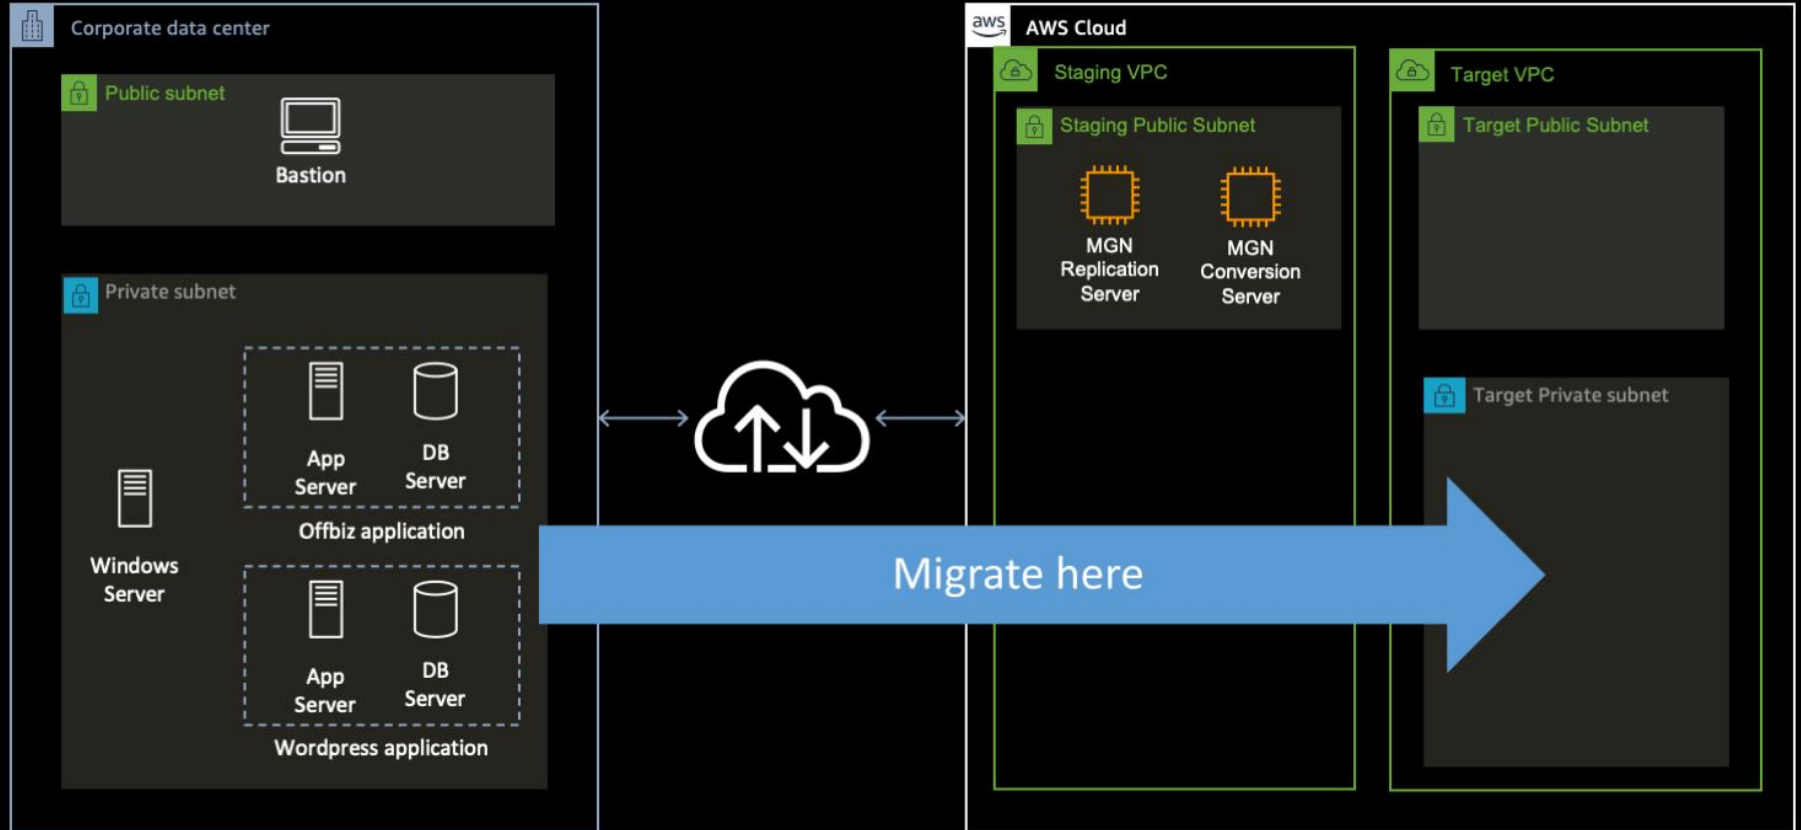 Corporate data center
Public subnet
Bastion
Private subnet
App
Server
DB
Server
Offbiz application
Windows
Server
App
Server
DB
Server
Wordpress application
Migrate here
aws
AWS Cloud
Staging VPC
Staging Public Subnet
MGN
Replication
Server
MGN
Conversion
Server
Target VPC
Target Public Subnet
Target Private subnet